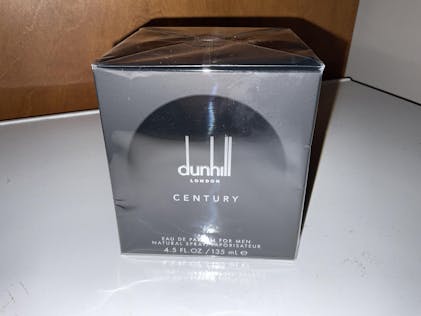 dunhill
LONDON
CENTURY
EAU DE PARFUM FOR MEN
NATURAL SPRAY VAPORISATEUR
4.5 FL.OZ / 135 mL ℮